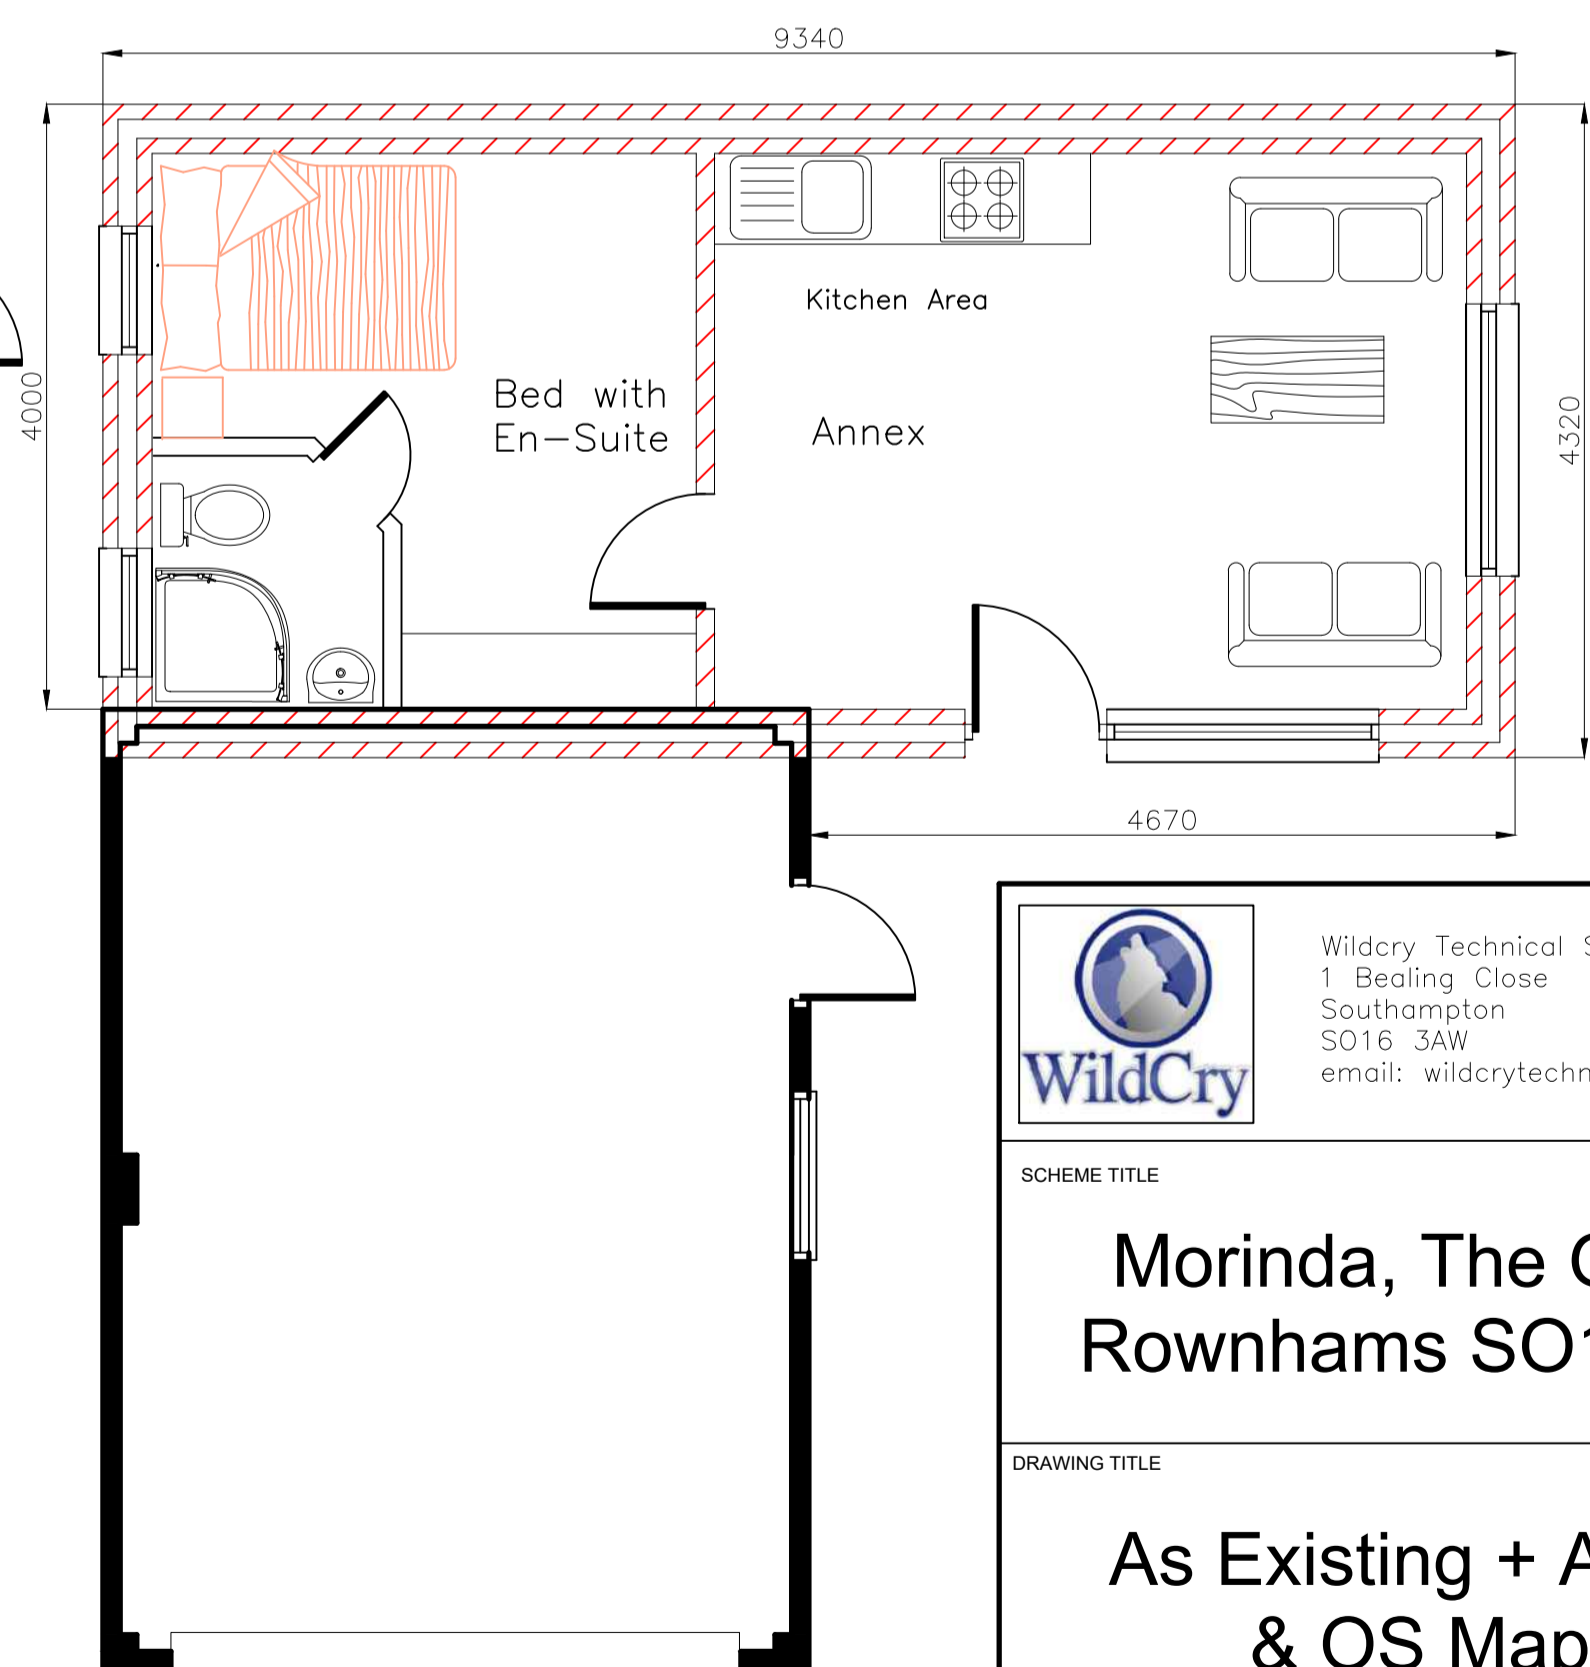 9340
4000
4320
Kitchen Area
Bed with
En-Suite
Annex
4670
WildCry
Wildcry Technical
1 Bealing Close
Southampton
SO16 3AW
email:
SCHEME TITLE
Morinda, The
Rownhams
DRAWING TITLE
As Existing +
& OS Map